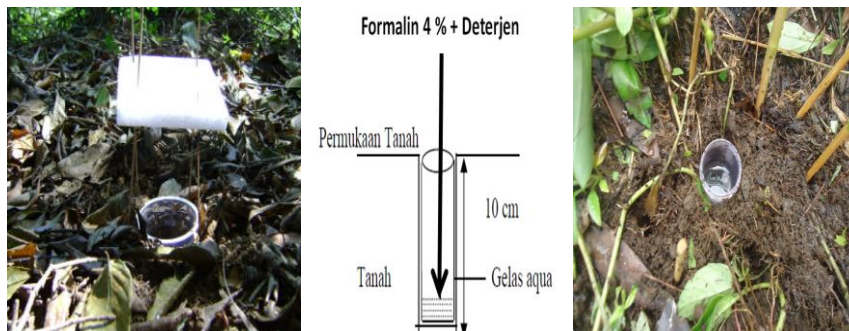 Formalin 4 % + Deterjen
Permukaan Tanah
10 cm
Tanah
Gelas aqua